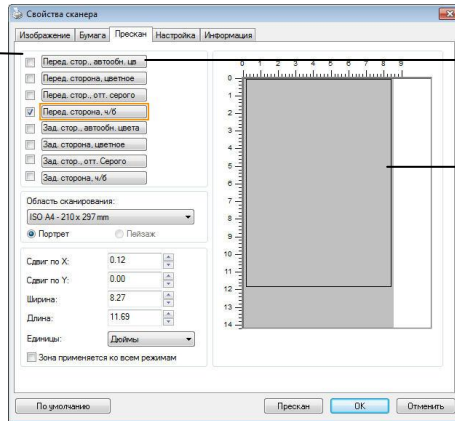 Свойства сканера
Изображение Бумага Прескан Настройка Информация
Перед. стор., автообн. цв
Перед. сторона, цветное
Перед. стор., отт. серого
Перед. сторона, ч/б
Зад. стор., автообн. цвета
Зад. сторона, цветное
Зад. стор., отт. Серого
Зад. сторона, ч/б
Область сканирования:
ISO A4 - 210 x 297 mm
Портрет Пейзаж
Сдвиг по X: 0.12
Сдвиг по Y: 0.00
Ширина: 8.27
Длина: 11.69
Единицы: Дюймы
Зона применяется ко всем режимам
0 1 2 3 4 5 6 7 8 9
0
1
2
3
4
5
6
7
8
9
10
11
12
13
14
По умолчанию Прескан OK Отменить